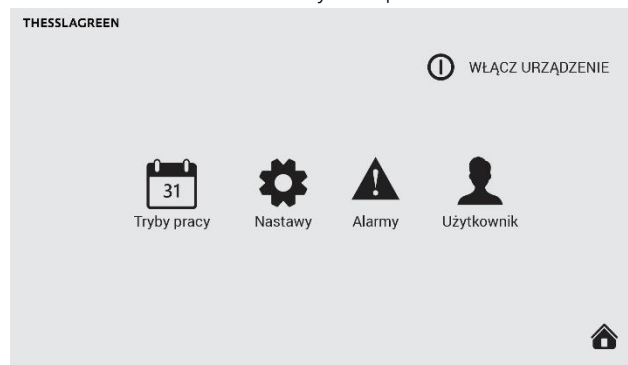 THESSLAGREEN
WŁĄCZ URZĄDZENIE
31
Tryby pracy
Nastawy
Alarmy
Użytkownik